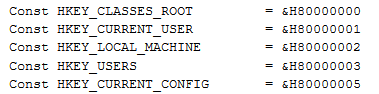 Const HKEY_CLASSES_ROOT = &H80000000
Const HKEY_CURRENT_USER = &H80000001
Const HKEY_LOCAL_MACHINE = &H80000002
Const HKEY_USERS = &H80000003
Const HKEY_CURRENT_CONFIG = &H80000005